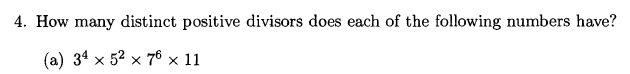 4. How many distinct positive divisors does each of the following numbers have?
(a) 3⁴ × 5² × 7⁶ × 11